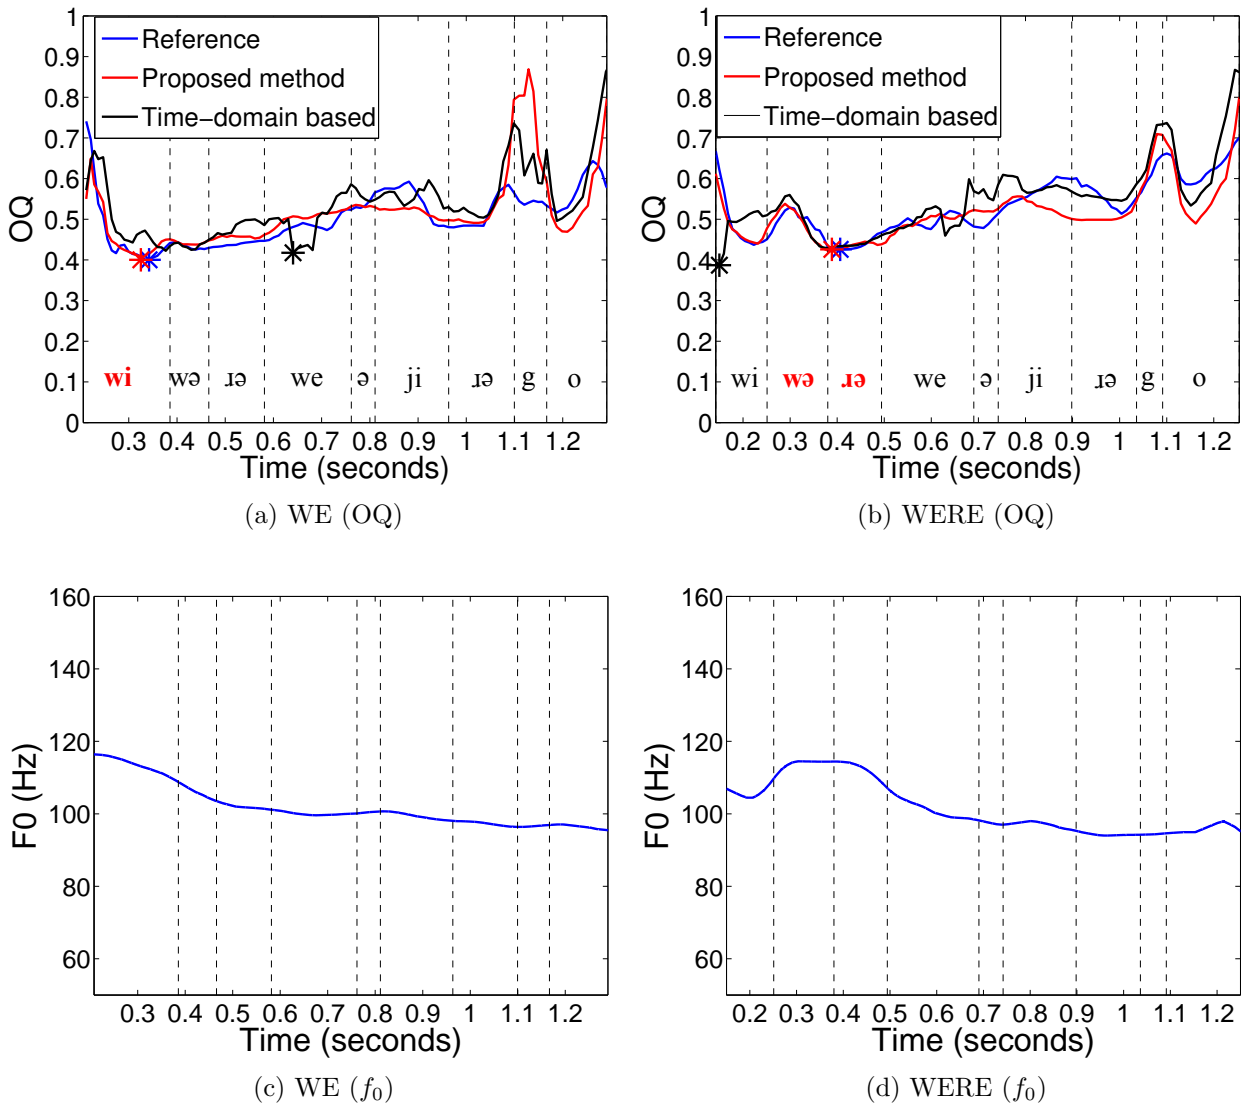 1
0.9
0.8
0.7
0.6
0.5
0.4
0.3
0.2
0.1
0
OQ
Reference
Proposed method
Time−domain based
wi wə ɹə we ə ji ɹə g o
0.3 0.4 0.5 0.6 0.7 0.8 0.9 1 1.1 1.2
Time (seconds)
(a) WE (OQ)
1
0.9
0.8
0.7
0.6
0.5
0.4
0.3
0.2
0.1
0
OQ
Reference
Proposed method
Time−domain based
wi wə ɹə we ə ji ɹə g o
0.2 0.3 0.4 0.5 0.6 0.7 0.8 0.9 1 1.1 1.2
Time (seconds)
(b) WERE (OQ)
160
140
120
100
80
60
F0 (Hz)
0.3 0.4 0.5 0.6 0.7 0.8 0.9 1 1.1 1.2
Time (seconds)
(c) WE (f₀)
160
140
120
100
80
60
F0 (Hz)
0.2 0.3 0.4 0.5 0.6 0.7 0.8 0.9 1 1.1 1.2
Time (seconds)
(d) WERE (f₀)